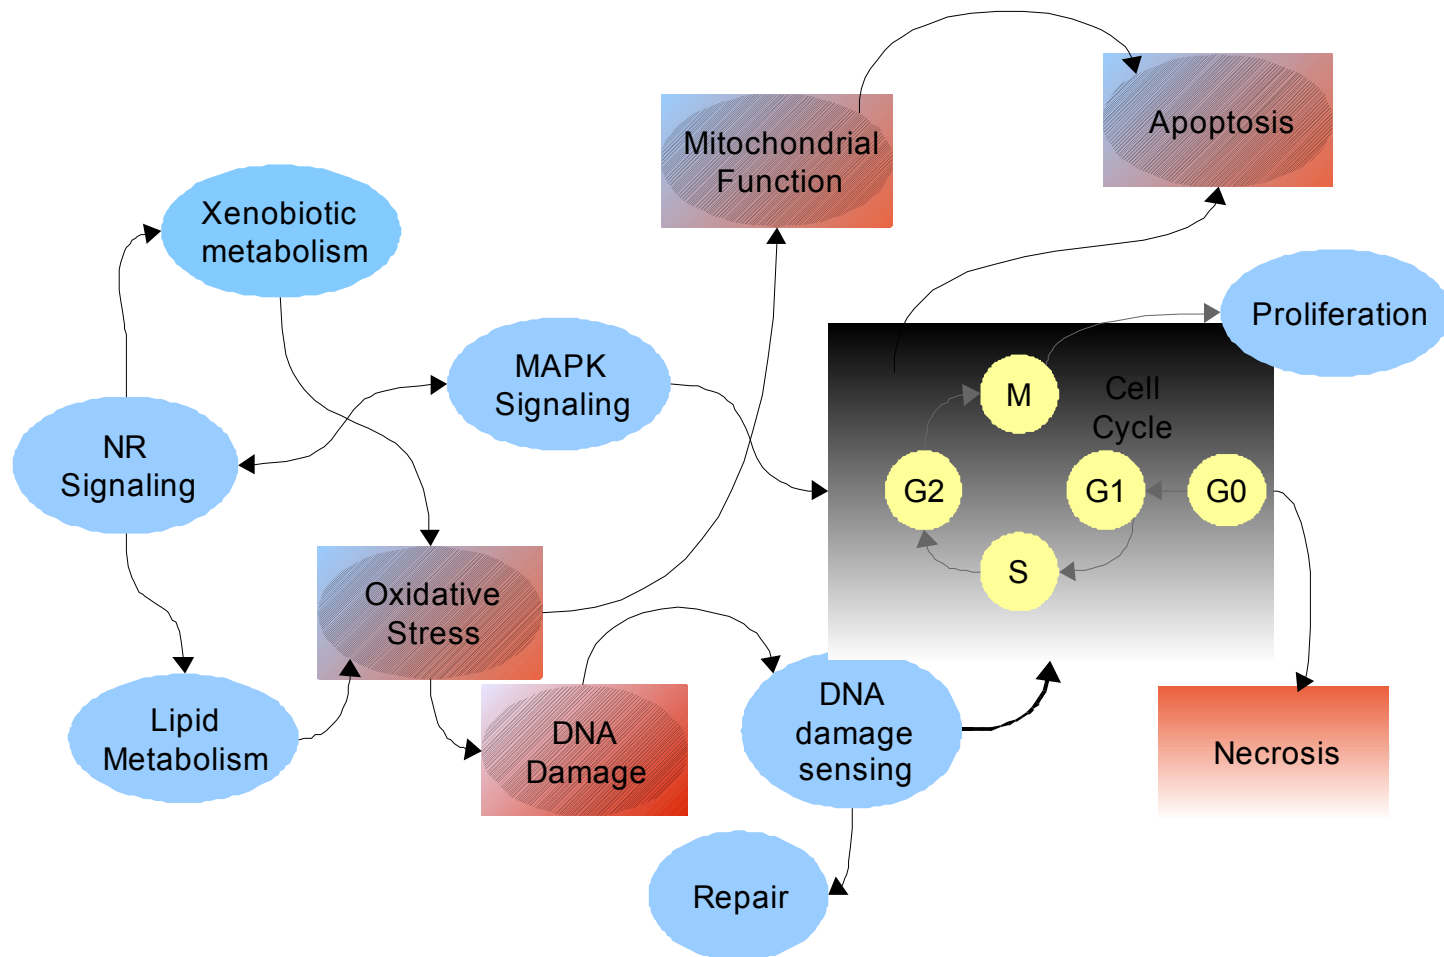 Apoptosis
Mitochondrial
Function
Xenobiotic
metabolism
Proliferation
MAPK
Signaling
M
Cell
Cycle
NR
Signaling
G2
G1
G0
S
Oxidative
Stress
Lipid
Metabolism
DNA
Damage
DNA
damage
sensing
Necrosis
Repair